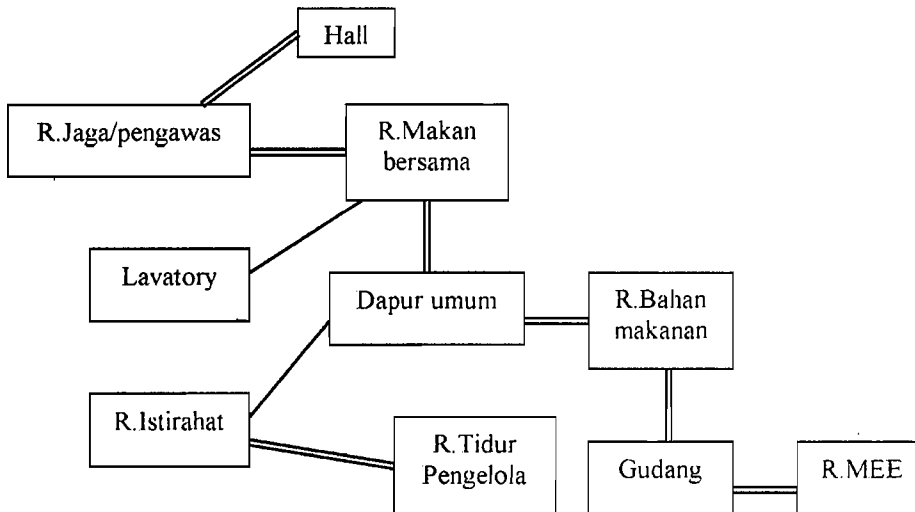 Hall
R.Jaga/pengawas
R.Makan
bersama
Lavatory
Dapur umum
R.Bahan
makanan
R.Istirahat
R.Tidur
Pengelola
Gudang
R.MEE